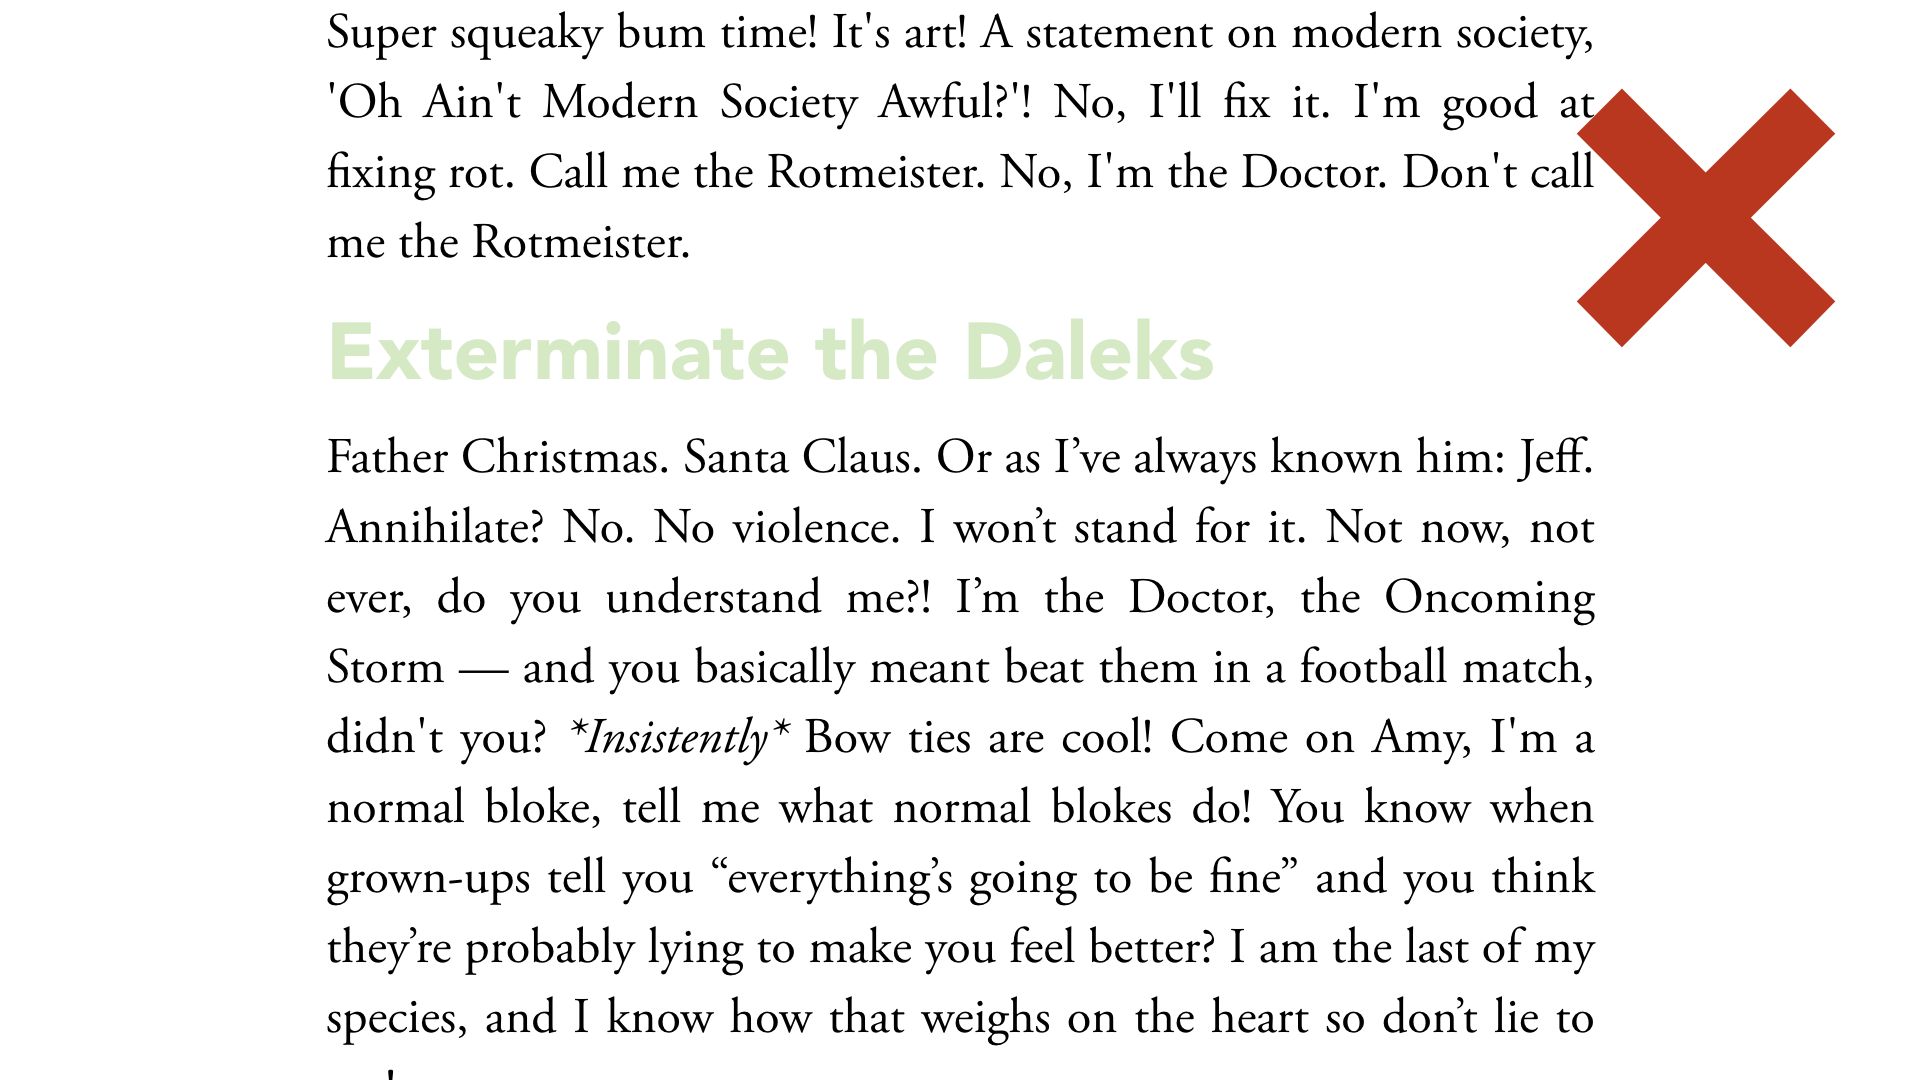 Super squeaky bum time! It's art! A statement on modern society,
'Oh Ain't Modern Society Awful?'! No, I'll fix it. I'm good at
fixing rot. Call me the Rotmeister. No, I'm the Doctor. Don't call
me the Rotmeister.
Exterminate the Daleks
Father Christmas. Santa Claus. Or as I’ve always known him: Jeff.
Annihilate? No. No violence. I won’t stand for it. Not now, not
ever, do you understand me?! I’m the Doctor, the Oncoming
Storm — and you basically meant beat them in a football match,
didn't you? *Insistently* Bow ties are cool! Come on Amy, I'm a
normal bloke, tell me what normal blokes do! You know when
grown-ups tell you “everything’s going to be fine” and you think
they’re probably lying to make you feel better? I am the last of my
species, and I know how that weighs on the heart so don’t lie to